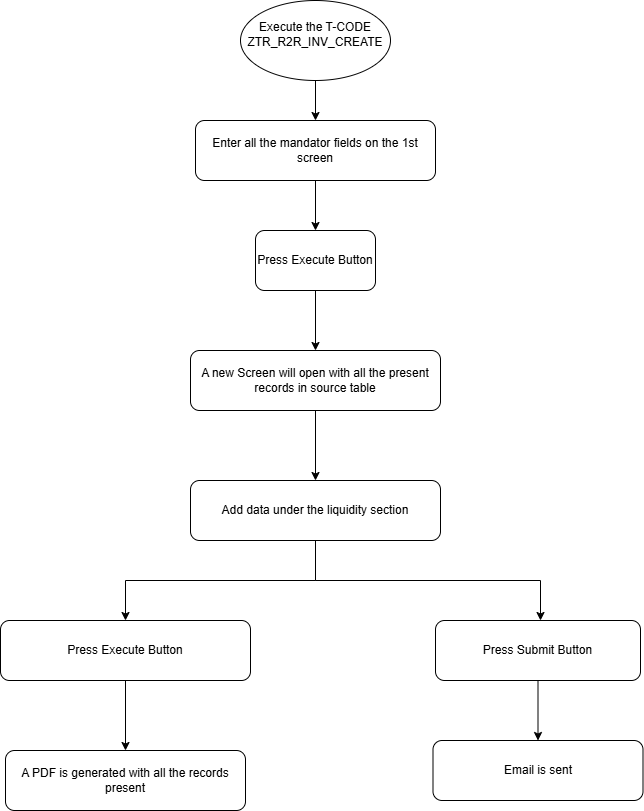 Execute the T-CODE
ZTR_R2R_INV_CREATE
Enter all the mandator fields on the 1st
screen
Press Execute Button
A new Screen will open with all the present
records in source table
Add data under the liquidity section
Press Execute Button
Press Submit Button
A PDF is generated with all the records
present
Email is sent